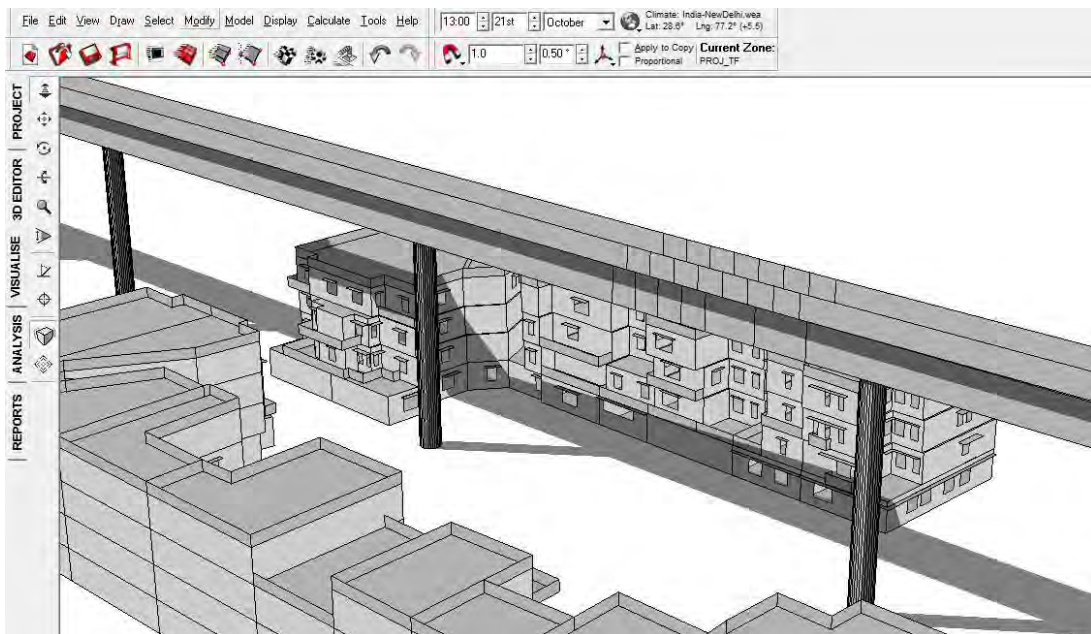 File Edit View Draw Select Modify Model Display Calculate Tools Help
13:00 21st October
Climate: India-NewDelhi.wea
Lat: 28.6° Lng: 77.2° (+5.5)
1.0 0.50 °
Apply to Copy
Proportional
Current Zone:
PROJ_TF
PROJECT
3D EDITOR
VISUALISE
ANALYSIS
REPORTS